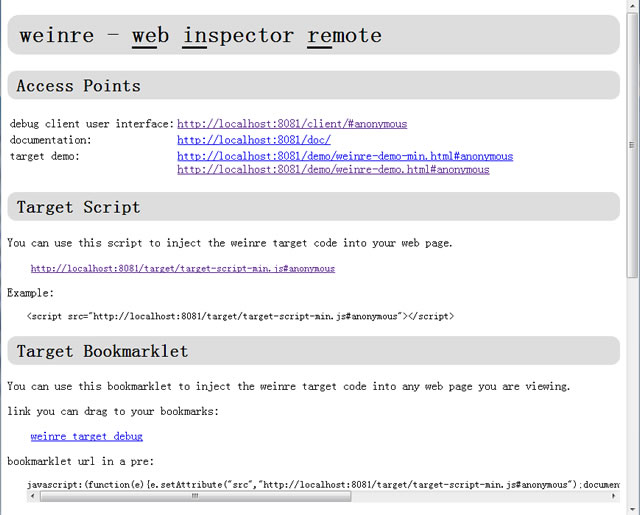 weinre - web inspector remote
Access Points
debug client user interface: http://localhost:8081/client/#anonymous
documentation: http://localhost:8081/doc/
target demo: http://localhost:8081/demo/weinre-demo-min.html#anonymous
http://localhost:8081/demo/weinre-demo.html#anonymous
Target Script
You can use this script to inject the weinre target code into your web page.
http://localhost:8081/target/target-script-min.js#anonymous
Example:
<script src="http://localhost:8081/target/target-script-min.js#anonymous"></script>
Target Bookmarklet
You can use this bookmarklet to inject the weinre target code into any web page you are viewing.
link you can drag to your bookmarks:
weinre target debug
bookmarklet url in a pre:
javascript:(function(e){e.setAttribute("src","http://localhost:8081/target/target-script-min.js#anonymous");documen